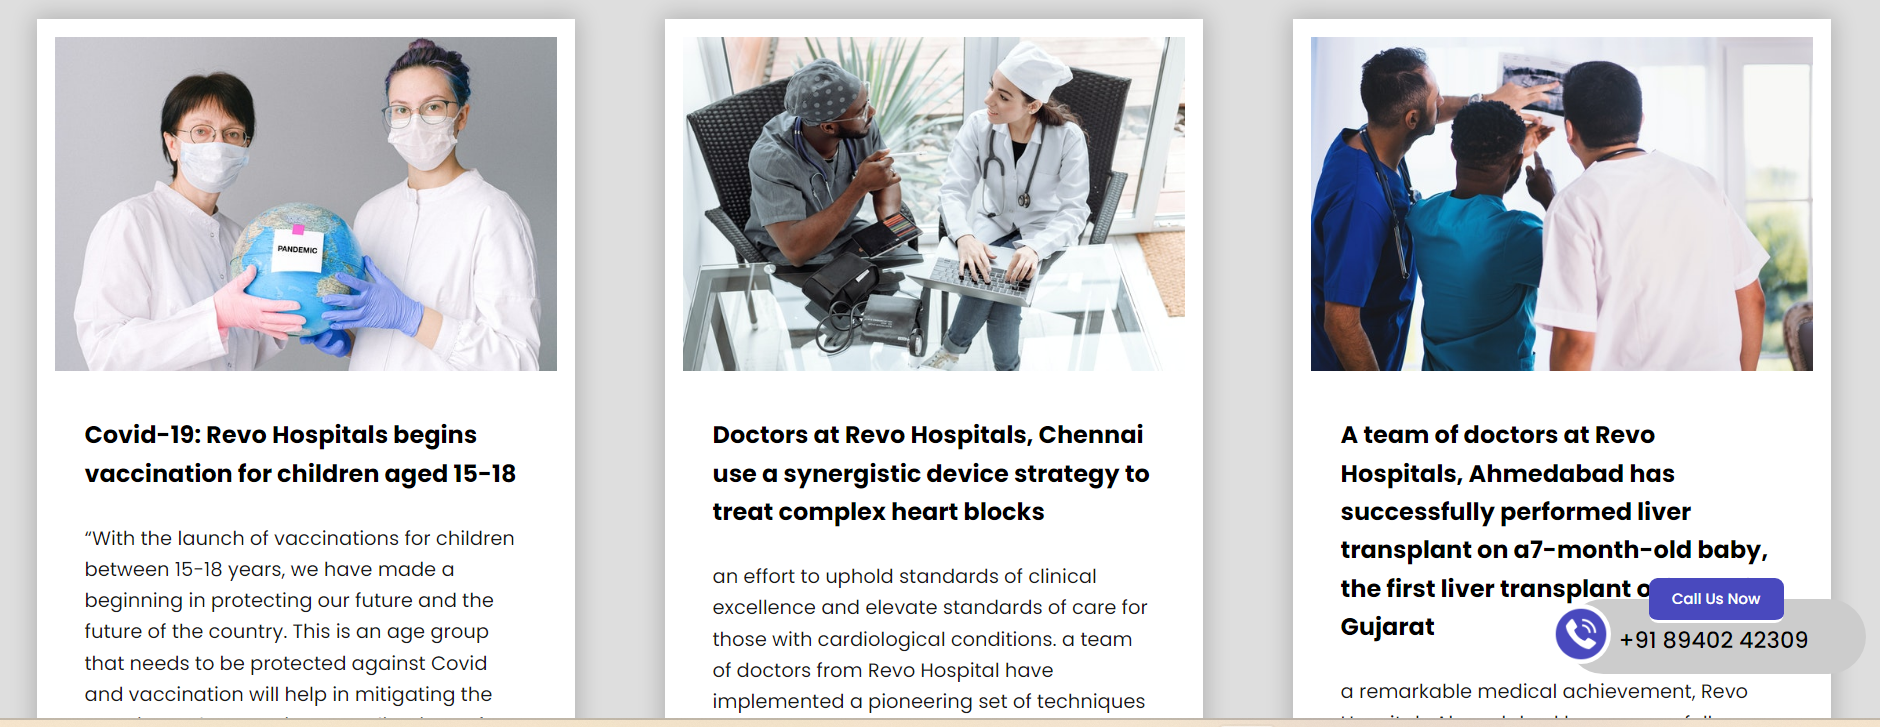 PANDEMIC
Covid-19: Revo Hospitals begins
vaccination for children aged 15-18
“With the launch of vaccinations for children
between 15-18 years, we have made a
beginning in protecting our future and the
future of the country. This is an age group
that needs to be protected against Covid
and vaccination will help in mitigating the
Doctors at Revo Hospitals, Chennai
use a synergistic device strategy to
treat complex heart blocks
an effort to uphold standards of clinical
excellence and elevate standards of care for
those with cardiological conditions. a team
of doctors from Revo Hospital have
implemented a pioneering set of techniques
A team of doctors at Revo
Hospitals, Ahmedabad has
successfully performed liver
transplant on a7-month-old baby,
the first liver transplant
Gujarat
a remarkable medical achievement, Revo
Call Us Now
+91 89402 42309